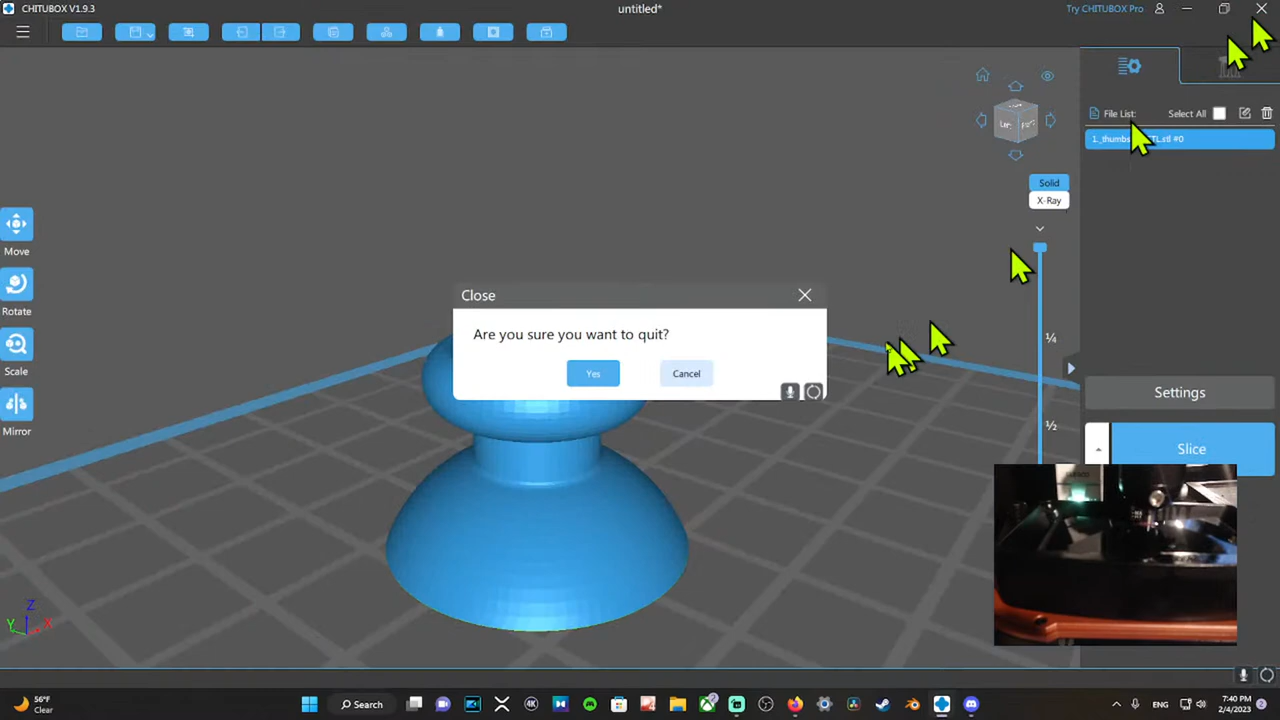 CHITUBOX V1.9.3
untitled*
Try CHITUBOX Pro
File List:
Select All
Solid
X-Ray
Move
Rotate
Scale
Mirror
Close
Are you sure you want to quit?
Yes
Cancel
¼
½
Settings
Slice
Z
Y
X
56°F
Clear
Search
ENG
7:40 PM
2/4/2023